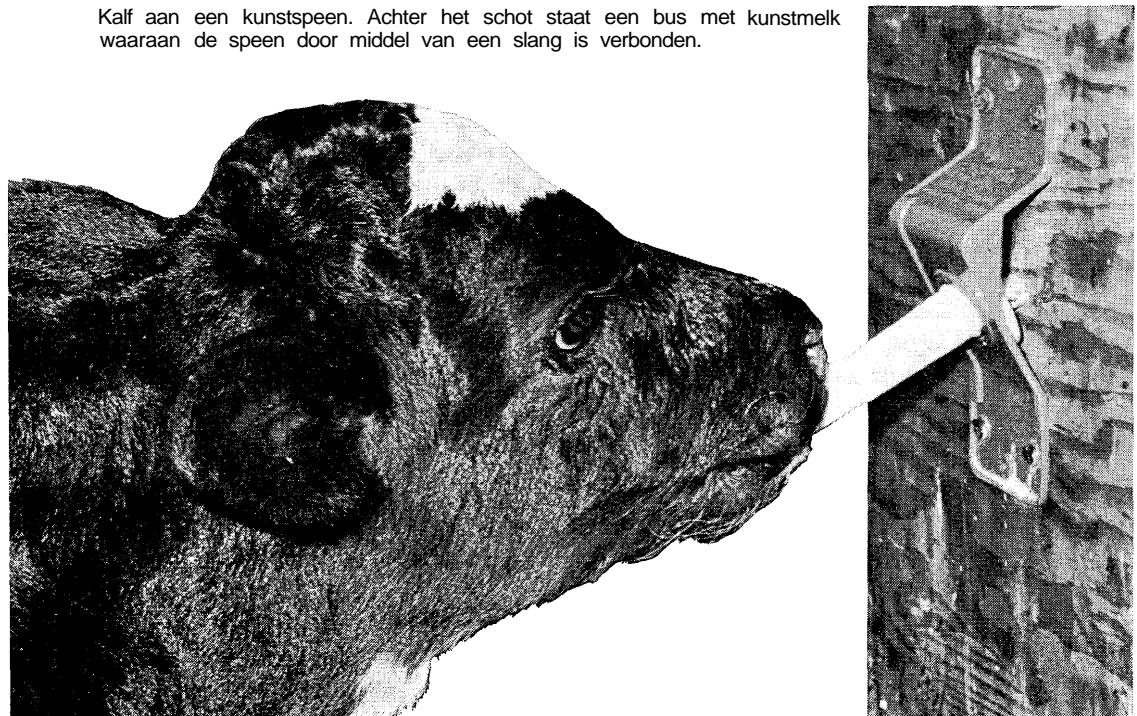 Kalf aan een kunstspeen. Achter het schot staat een bus met kunstmelk
waaraan de speen door middel van een slang is verbonden.